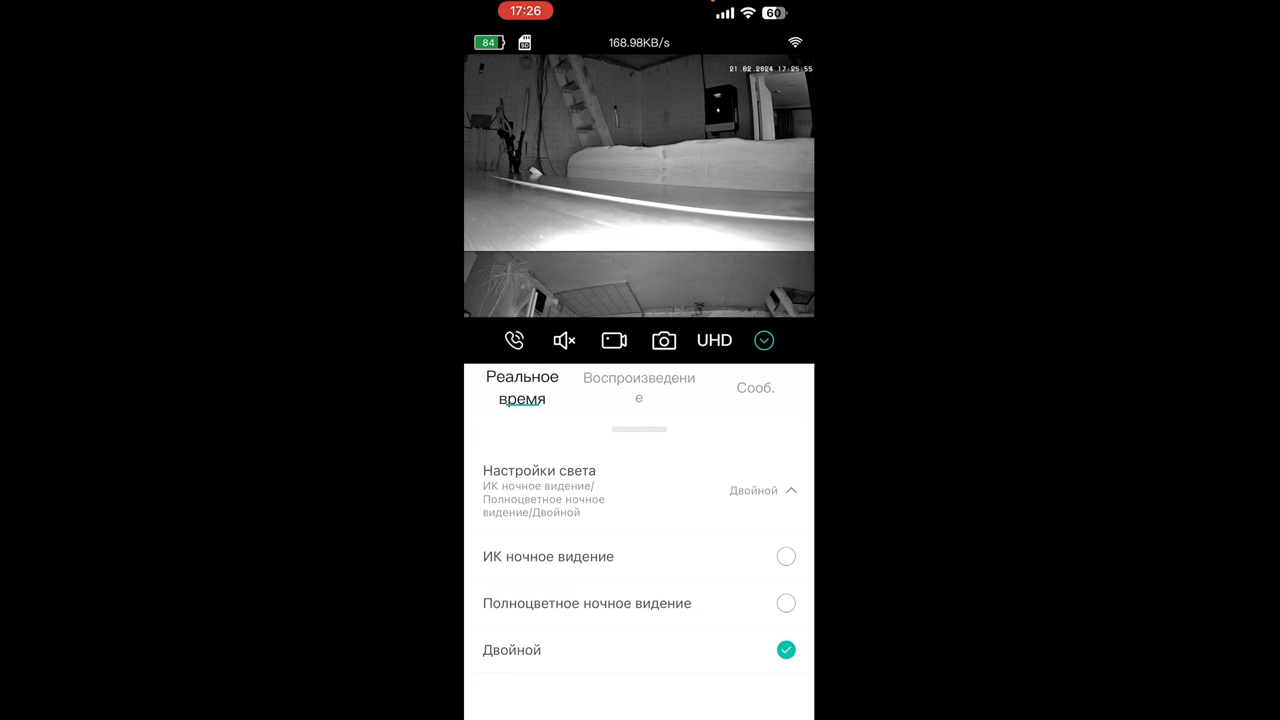 17:26
60
84
SD
168.98KB/s
21.02.2024 17:25:55
UHD
Реальное
время
Воспроизведени
е
Сооб.
Настройки света
ИК ночное видение/
Полноцветное ночное
видение/Двойной
Двойной
ИК ночное видение
Полноцветное ночное видение
Двойной